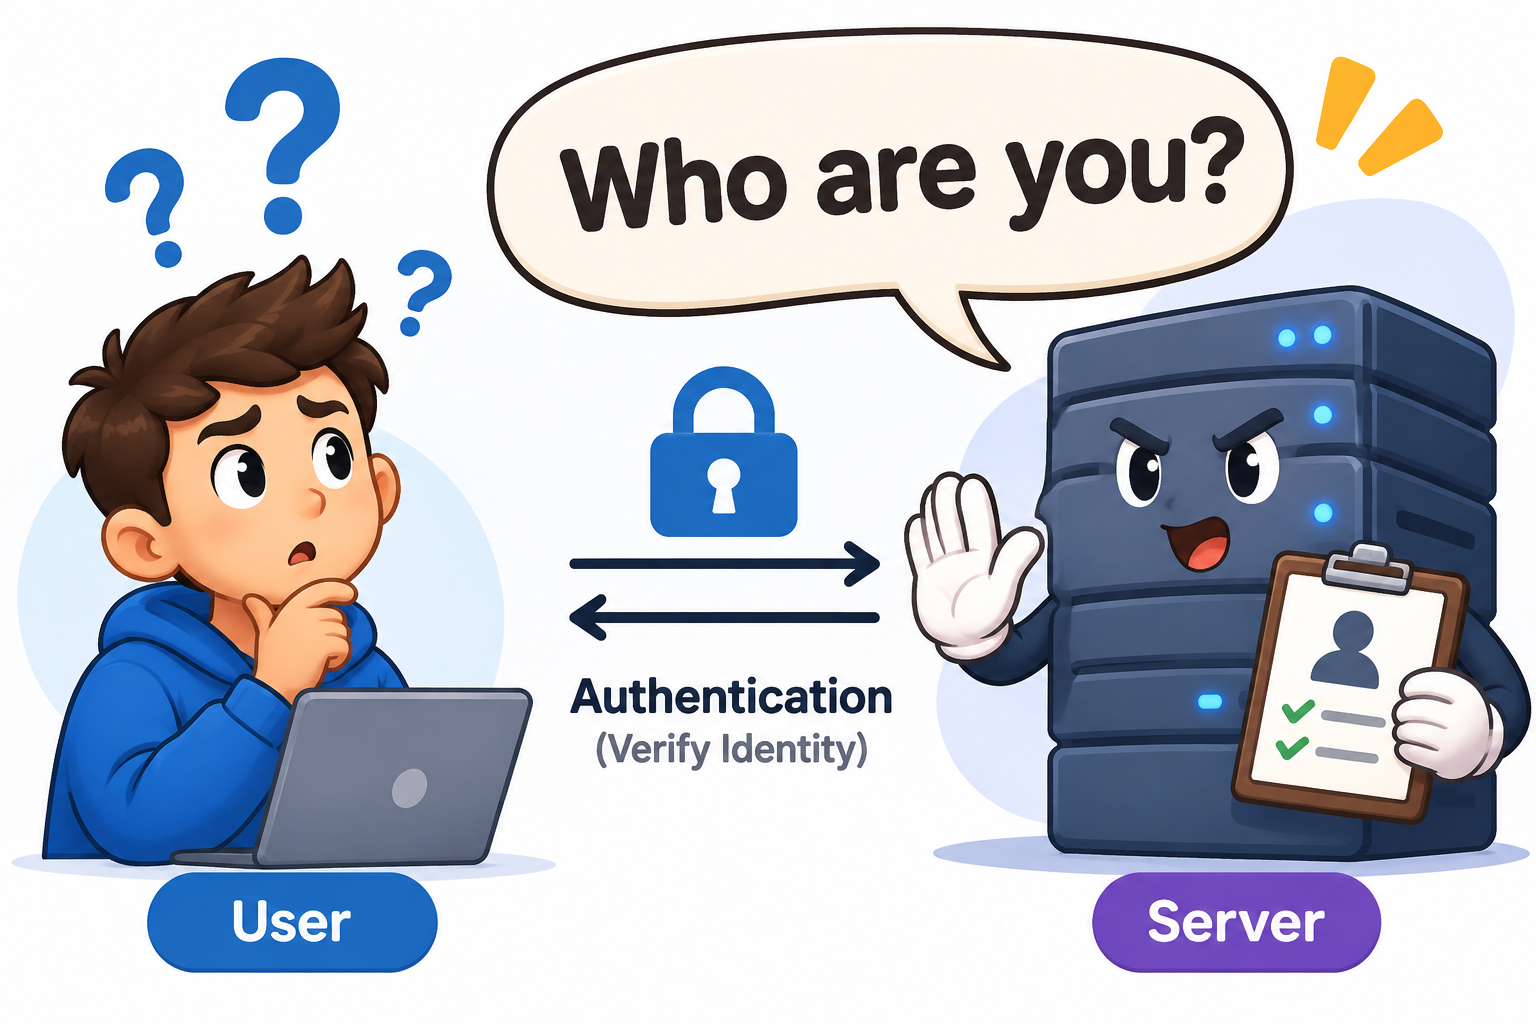 Who are you?
Authentication
(Verify Identity)
User
Server